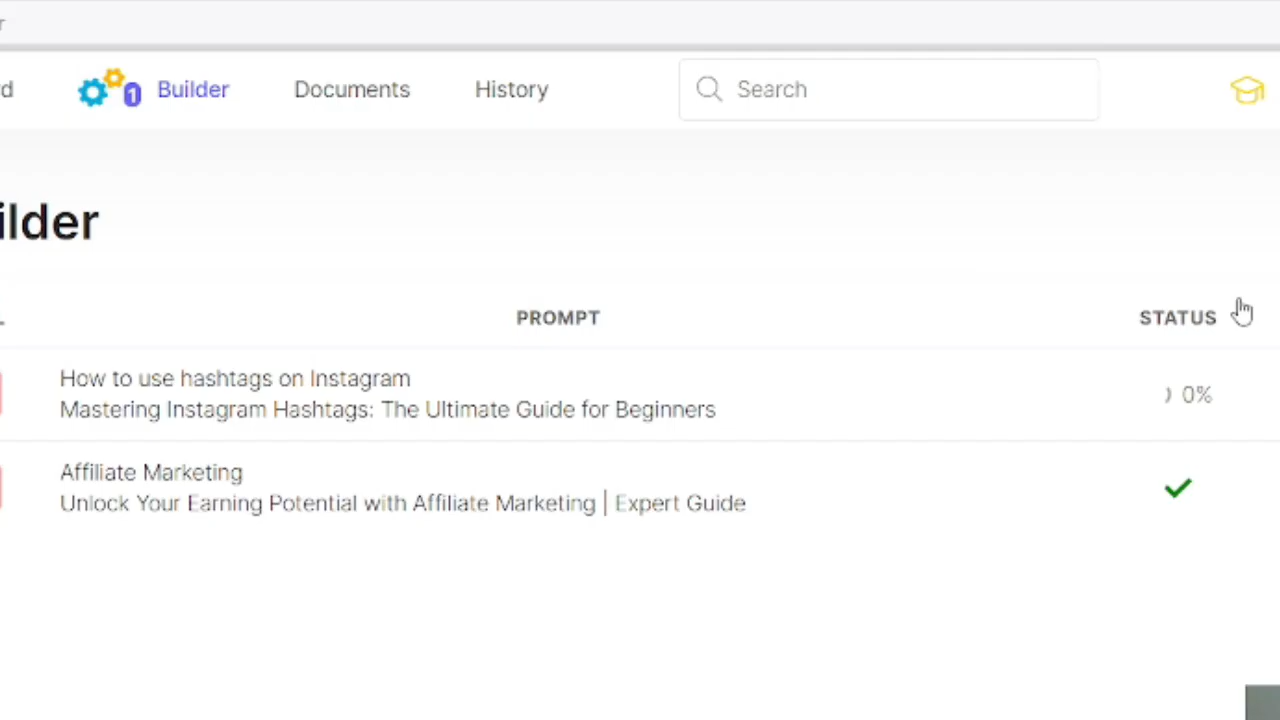 r
d 1 Builder Documents History Search
ilder
PROMPT STATUS
How to use hashtags on Instagram
Mastering Instagram Hashtags: The Ultimate Guide for Beginners
0%
Affiliate Marketing
Unlock Your Earning Potential with Affiliate Marketing | Expert Guide